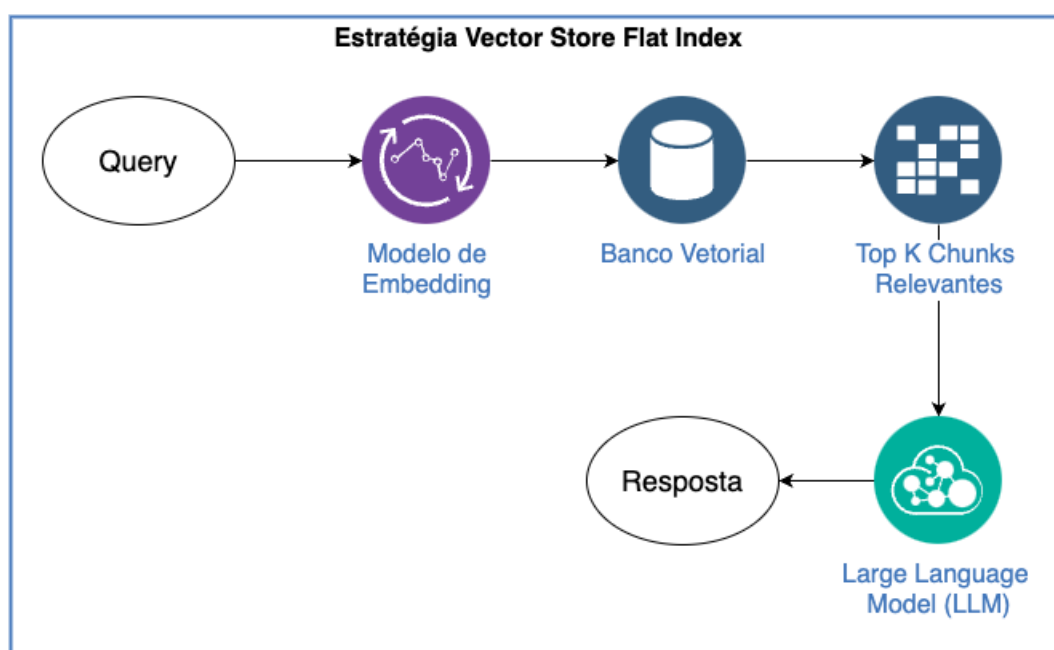 Estratégia Vector Store Flat Index
Query
Modelo de
Embedding
Banco Vetorial
Top K Chunks
Relevantes
Resposta
Large Language
Model (LLM)